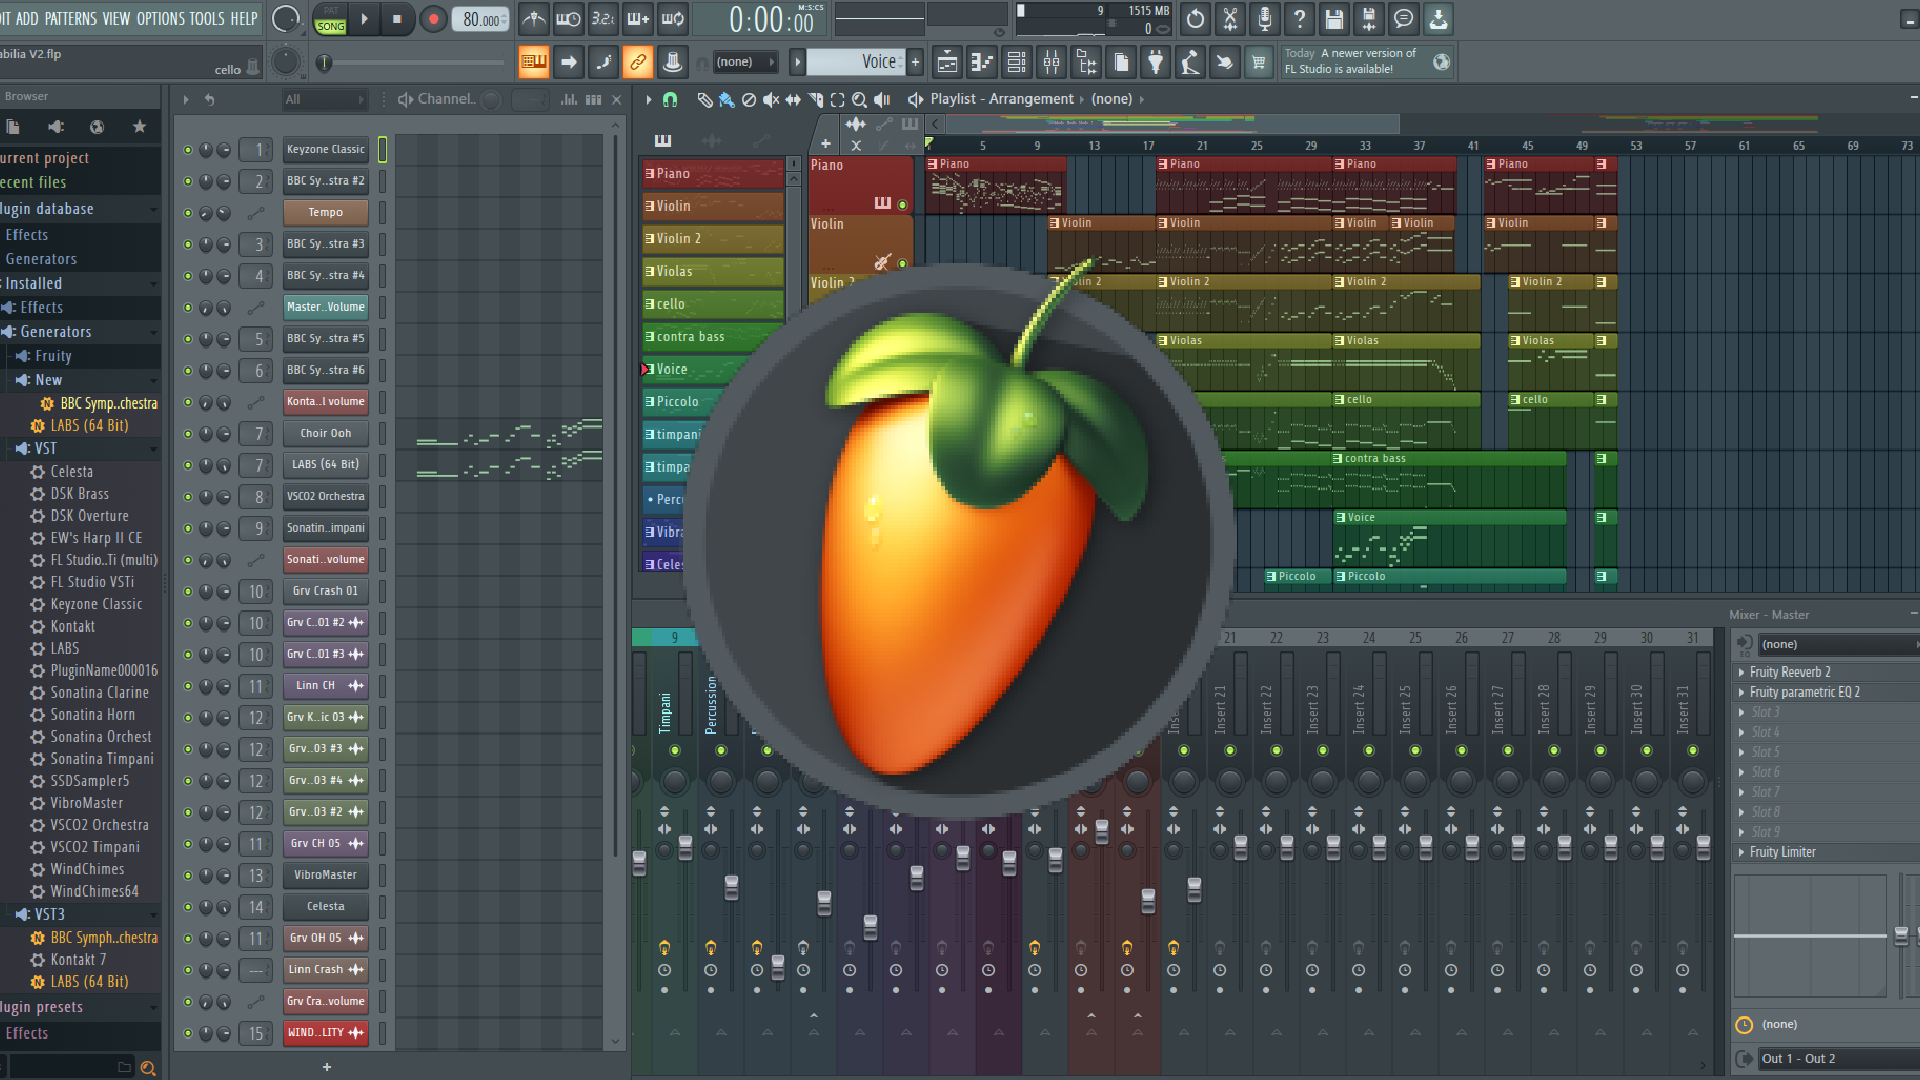 IT ADD PATTERNS VIEW OPTIONS TOOLS HELP
PAT
SONG
80.000
3.2.
0:00:00
M:S:CS
9
1515 MB
0
abilia V2.flp
cello
(none)
Voice
Today A newer version of
FL Studio is available!
Browser
urrent project
ecent files
lugin database
Effects
Generators
Installed
Effects
Generators
Fruity
New
BBC Symp..chestra
LABS (64 Bit)
VST
Celesta
DSK Brass
DSK Overture
EW's Harp II CE
FL Studio..Ti (multi)
FL Studio VSTi
Keyzone Classic
Kontakt
LABS
PluginName000016
Sonatina Clarine
Sonatina Horn
Sonatina Orchest
Sonatina Timpani
SSDSampler5
VibroMaster
VSCO2 Orchestra
VSCO2 Timpani
WindChimes
WindChimes64
VST3
BBC Symph..chestra
Kontakt 7
LABS (64 Bit)
lugin presets
Effects
All
Channel..
1 Keyzone Classic
2 BBC Sy..stra #2
Tempo
3 BBC Sy..stra #3
4 BBC Sy..stra #4
Master..Volume
5 BBC Sy..stra #5
6 BBC Sy..stra #6
Konta..l volume
7 Choir Ooh
7 LABS (64 Bit)
8 VSCO2 Orchestra
9 Sonatin..impani
Sonati..volume
10 Grv Crash 01
10 Grv C..01 #2
10 Grv C..01 #3
11 Linn CH
12 Grv K..ic 03
12 Grv..03 #3
12 Grv..03 #4
12 Grv..03 #2
11 Grv CH 05
13 VibroMaster
14 Celesta
11 Grv OH 05
--- Linn Crash
Grv Cra..volume
15 WIND..LITY
+
Playlist - Arrangement (none)
5 9 13 17 21 25 29 35 37 41 45 49 53 61 65 69 73
Piano
Violin
Violin 2
Violas
cello
contra bass
Voice
Piccolo
timpani
timpa
Perc
Vibra
Celes
Piano
Violin
Violin 2
Piano Piano Piano Piano
Violin Violin Violin Violin Violin
lin 2 Violin 2 Violin 2 Violin 2
Violas Violas Violas
cello cello
contra bass
Voice
Piccolo Piccolo
Mixer - Master
9 21 22 23 24 25 26 27 28 29 30 31
Timpani
Percussion
Insert 21
Insert 22
Insert 23
Insert 24
Insert 25
Insert 26
Insert 27
Insert 28
Insert 29
Insert 30
Insert 31
(none)
Fruity Reeverb 2
Fruity parametric EQ 2
Slot 3
Slot 4
Slot 5
Slot 6
Slot 7
Slot 8
Slot 9
Fruity Limiter
(none)
Out 1 - Out 2